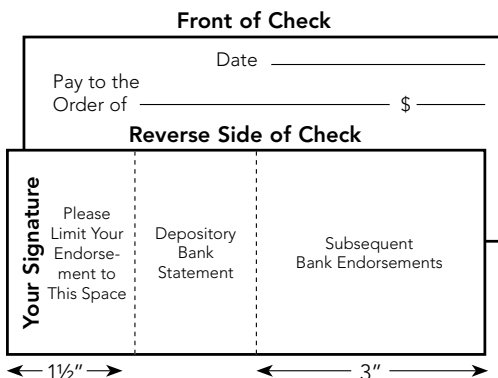 Front of Check
Date
Pay to the
Order of $
Reverse Side of Check
Your Signature
Please
Limit Your
Endorse-
ment to
This Space
Depository
Bank
Statement
Subsequent
Bank Endorsements
1½”
3”